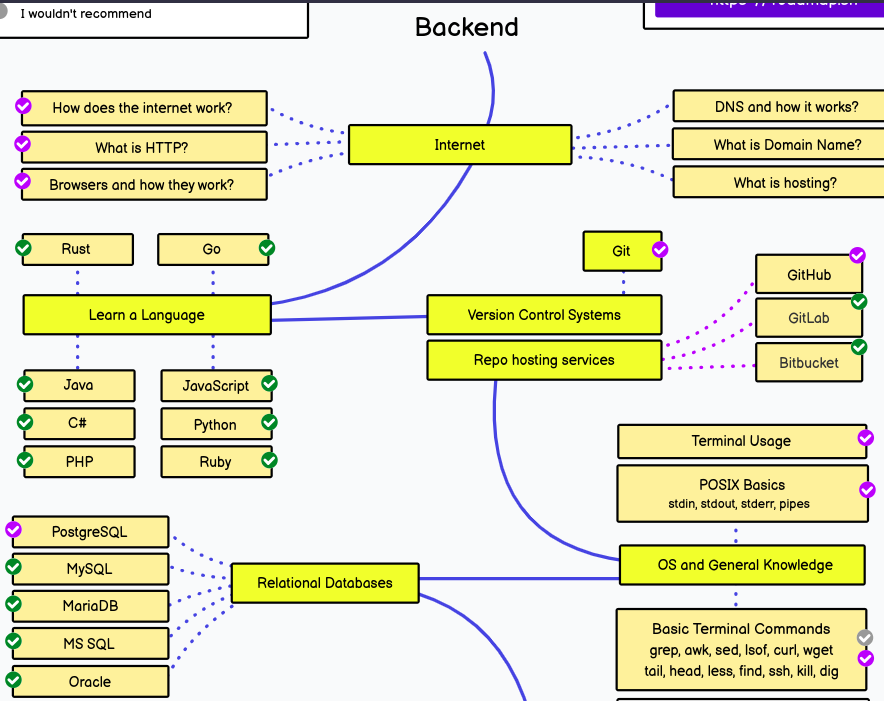 I wouldn't recommend
Backend
How does the internet work?
What is HTTP?
Browsers and how they work?
Internet
DNS and how it works?
What is Domain Name?
What is hosting?
Rust
Go
Learn a Language
Java
JavaScript
C#
Python
PHP
Ruby
Git
Version Control Systems
Repo hosting services
GitHub
GitLab
Bitbucket
Terminal Usage
POSIX Basics
stdin, stdout, stderr, pipes
OS and General Knowledge
Basic Terminal Commands
grep, awk, sed, lsof, curl, wget
tail, head, less, find, ssh, kill, dig
PostgreSQL
MySQL
MariaDB
MS SQL
Oracle
Relational Databases